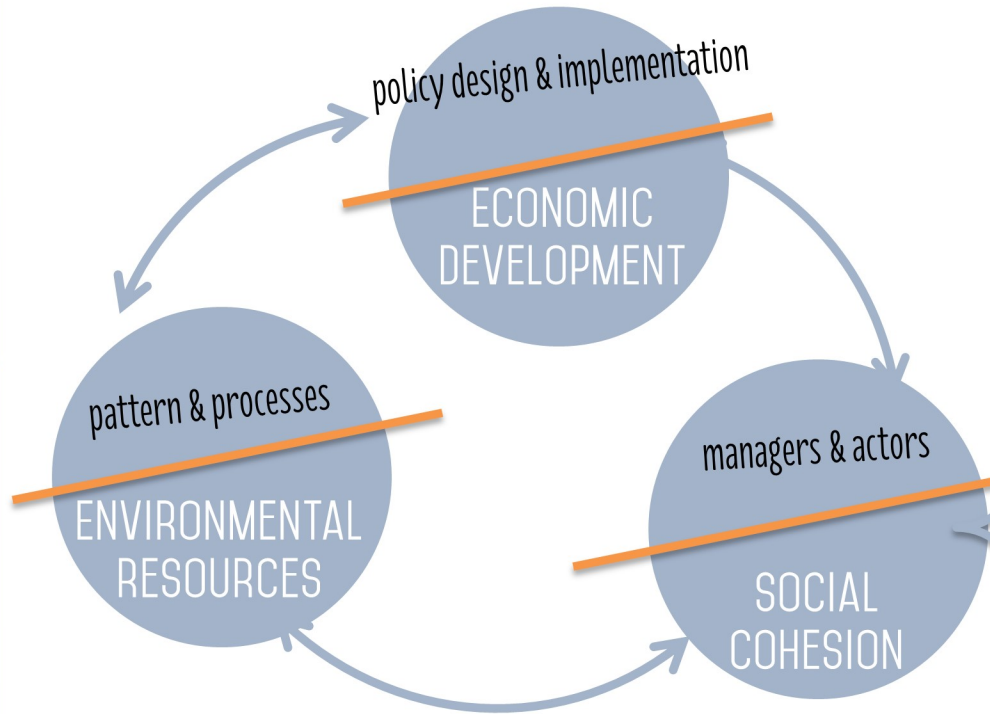 policy design & implementation
ECONOMIC
DEVELOPMENT
pattern & processes
ENVIRONMENTAL
RESOURCES
managers & actors
SOCIAL
COHESION